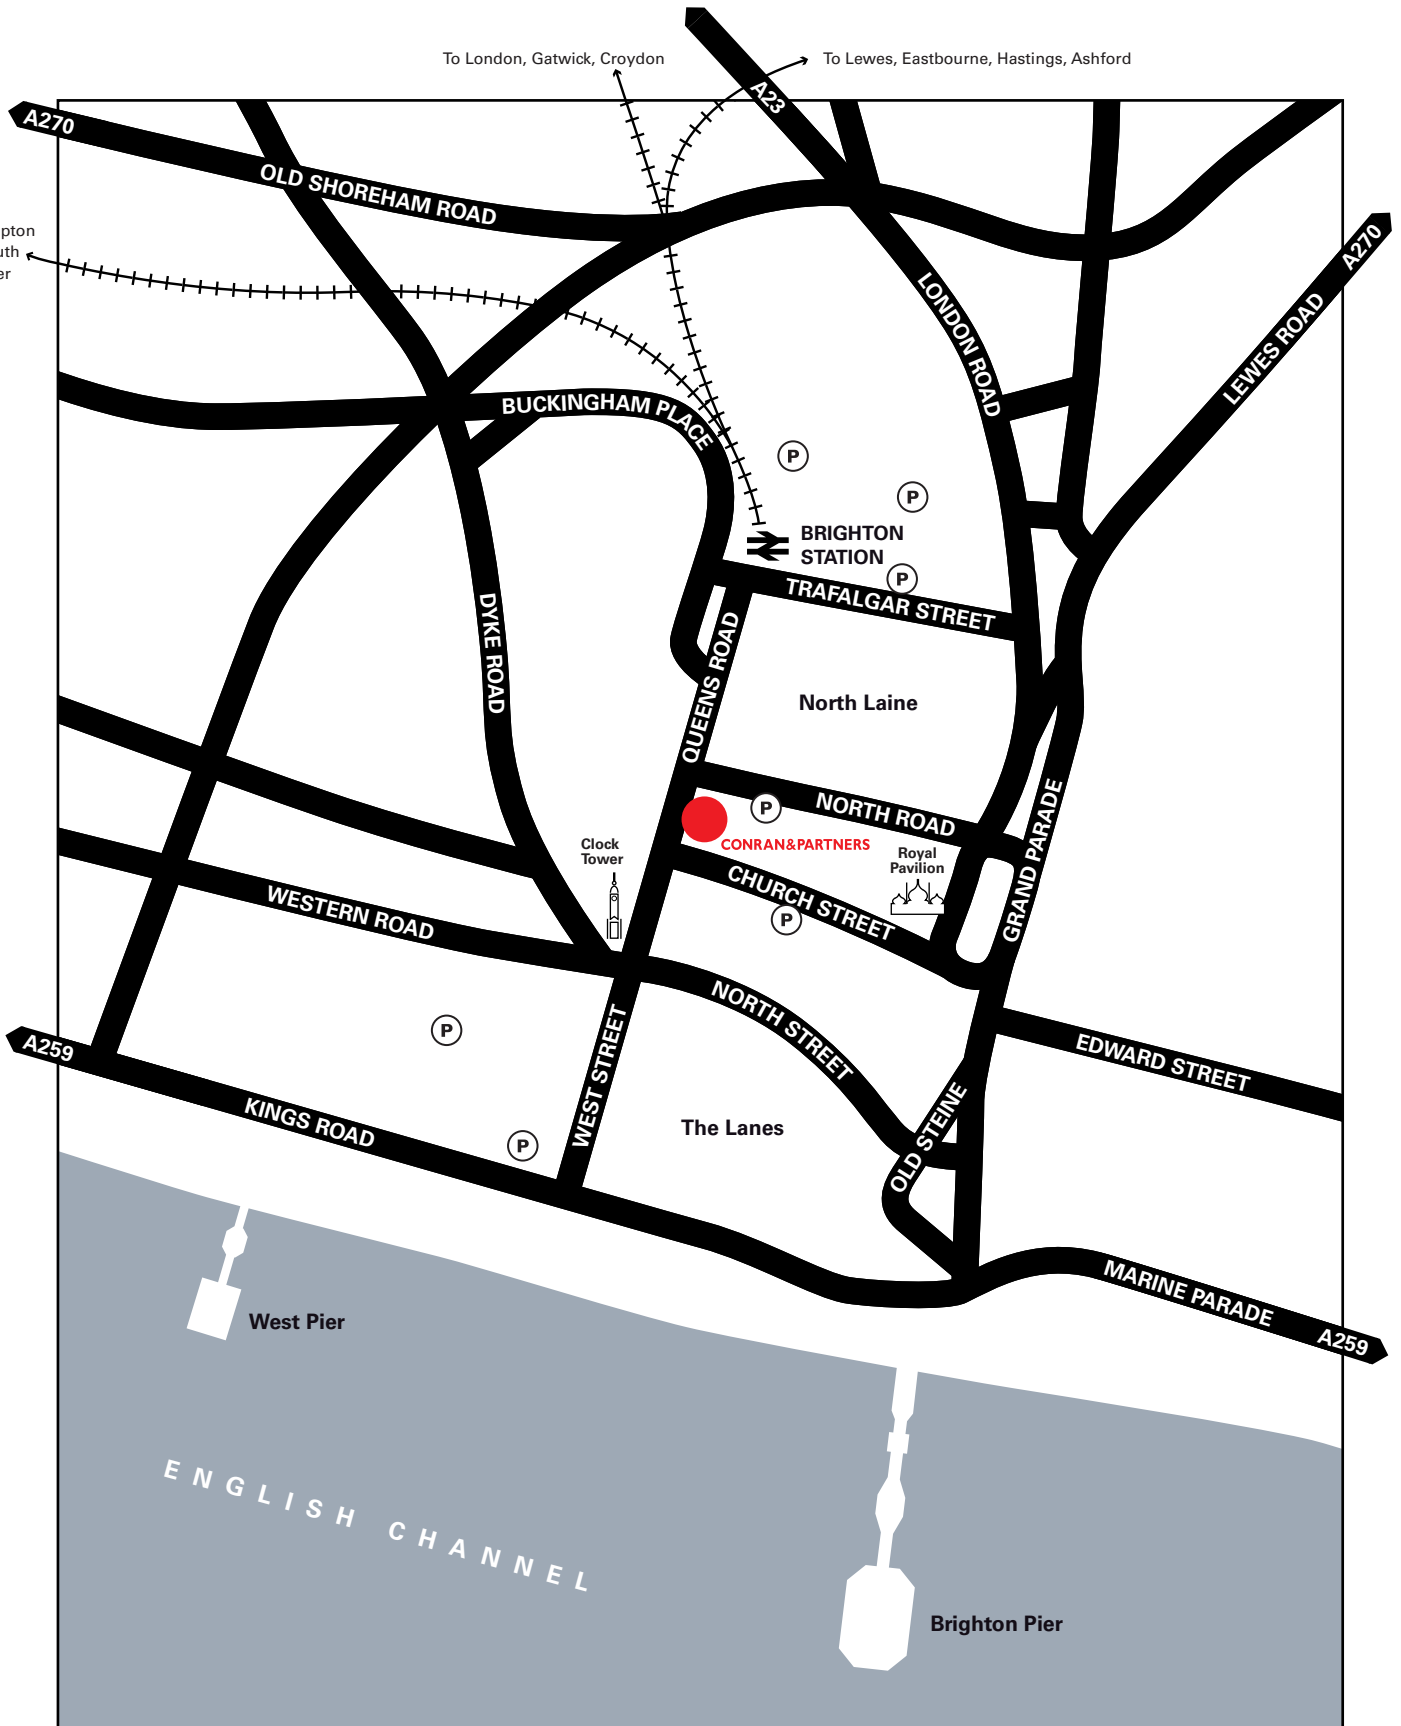 To London, Gatwick, Croydon
To Lewes, Eastbourne, Hastings, Ashford
A23
A270
OLD SHOREHAM ROAD
A270
LONDON ROAD
LEWES ROAD
BUCKINGHAM PLACE
P
P
BRIGHTON
STATION
P
TRAFALGAR STREET
DYKE ROAD
QUEENS ROAD
North Laine
P
NORTH ROAD
GRAND PARADE
CONRAN&PARTNERS
Clock
Tower
Royal
Pavilion
CHURCH STREET
P
WESTERN ROAD
NORTH STREET
P
A259
WEST STREET
EDWARD STREET
KINGS ROAD
The Lanes
OLD STEINE
P
MARINE PARADE
A259
West Pier
ENGLISH CHANNEL
Brighton Pier